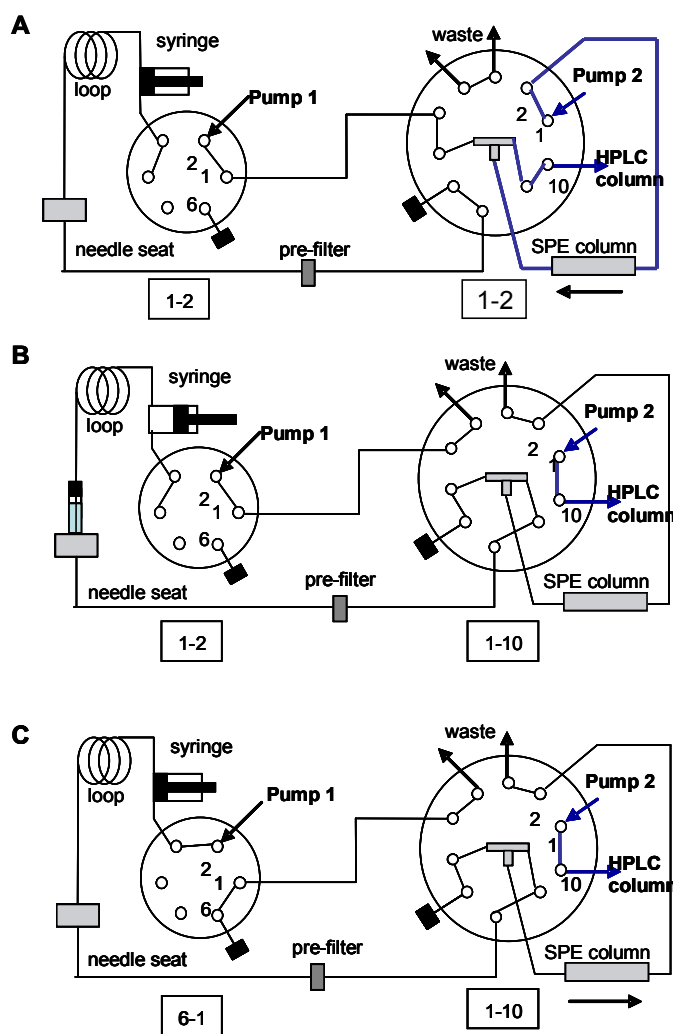 A
syringe
loop
Pump 1
2
1
6
needle seat
pre-filter
1-2
waste
Pump 2
2
1
HPLC
column
10
SPE column
1-2
B
syringe
loop
Pump 1
2
1
6
needle seat
pre-filter
1-2
waste
Pump 2
2
1
HPLC
column
10
SPE column
1-10
C
syringe
loop
Pump 1
2
1
6
needle seat
pre-filter
6-1
waste
Pump 2
2
1
HPLC
column
10
SPE column
1-10